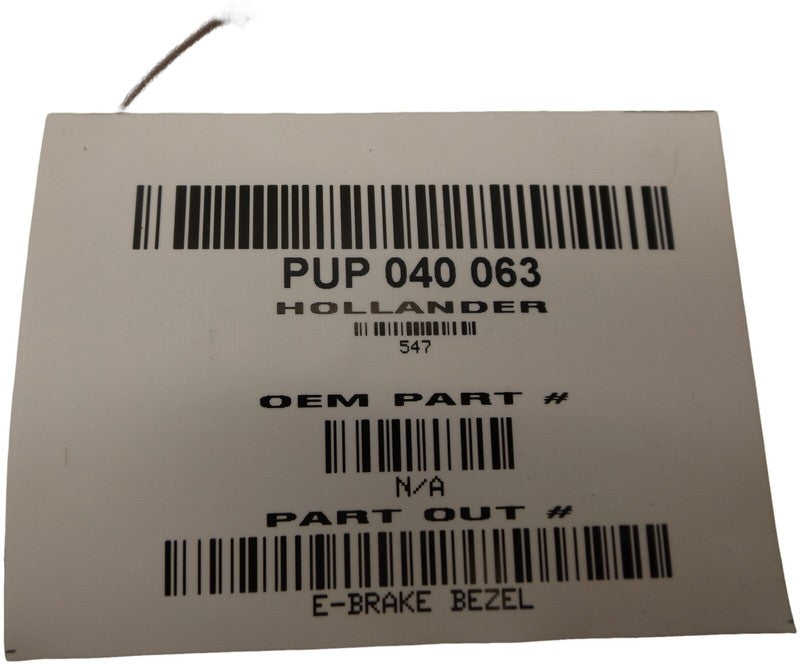 PUP 040 063
HOLLANDER
547
OEM PART #
N/A
PART OUT #
E-BRAKE BEZEL